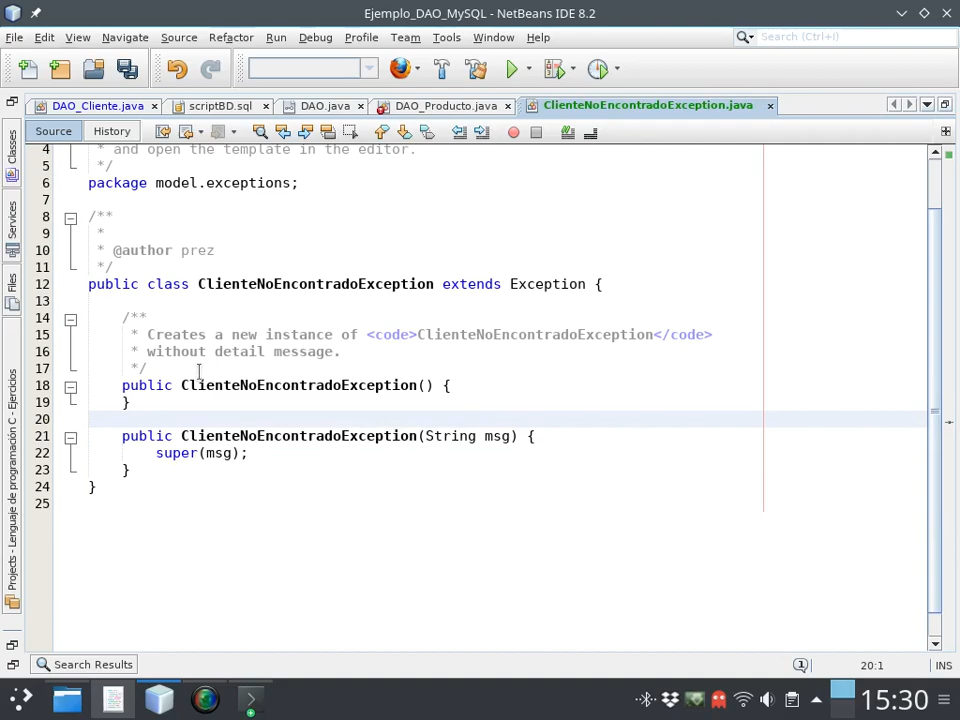 Ejemplo_DAO_MySQL - NetBeans IDE 8.2
File Edit View Navigate Source Refactor Run Debug Profile Team Tools Window Help
Search (Ctrl+I)
DAO_Cliente.java scriptBD.sql DAO.java DAO_Producto.java ClienteNoEncontradoException.java
Source History
4 * and open the template in the editor.
5 */
6 package model.exceptions;
7
8 /**
9 *
10 * @author prez
11 */
12 public class ClienteNoEncontradoException extends Exception {
13
14 /**
15 * Creates a new instance of <code>ClienteNoEncontradoException</code>
16 * without detail message.
17 */
18 public ClienteNoEncontradoException() {
19 }
20
21 public ClienteNoEncontradoException(String msg) {
22 super(msg);
23 }
24 }
25
Classes
Services
Files
Projects - Lenguaje de programación C - Ejercicios
Search Results
1
20:1
INS
15:30